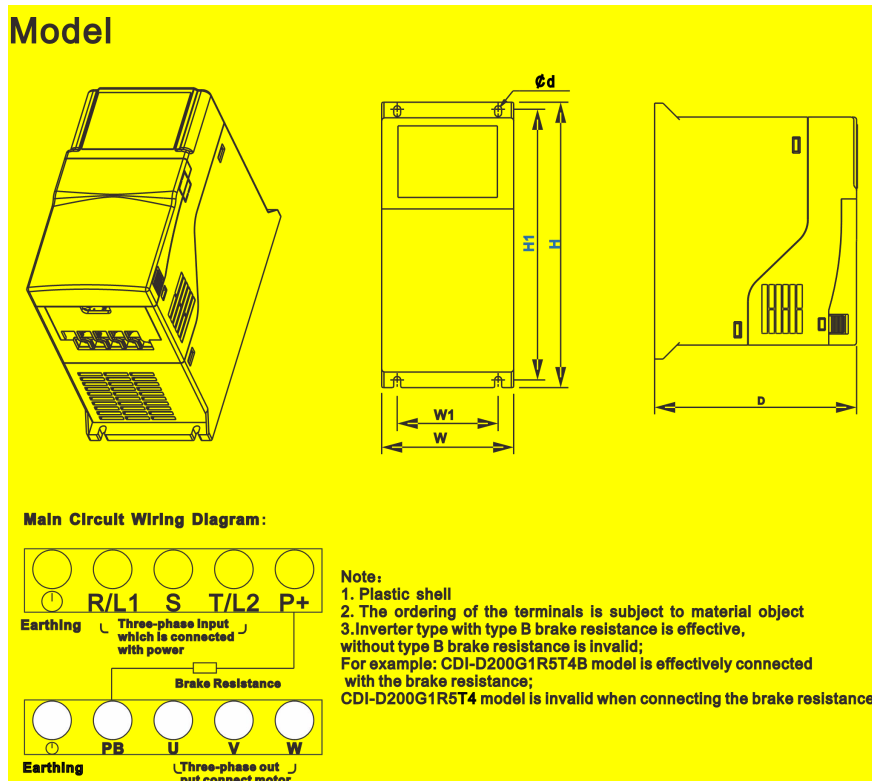 Model
¢d
H1
H
W1
W
D
Main Circuit Wiring Diagram:
R/L1 S T/L2 P+
Earthing
Three-phase input
which is connected
with power
Brake Resistance
PB U V W
Earthing
Three-phase out
put connect motor
Note:
1. Plastic shell
2. The ordering of the terminals is subject to material object
3.Inverter type with type B brake resistance is effective,
without type B brake resistance is invalid;
For example: CDI-D200G1R5T4B model is effectively connected
with the brake resistance;
CDI-D200G1R5T4 model is invalid when connecting the brake resistance